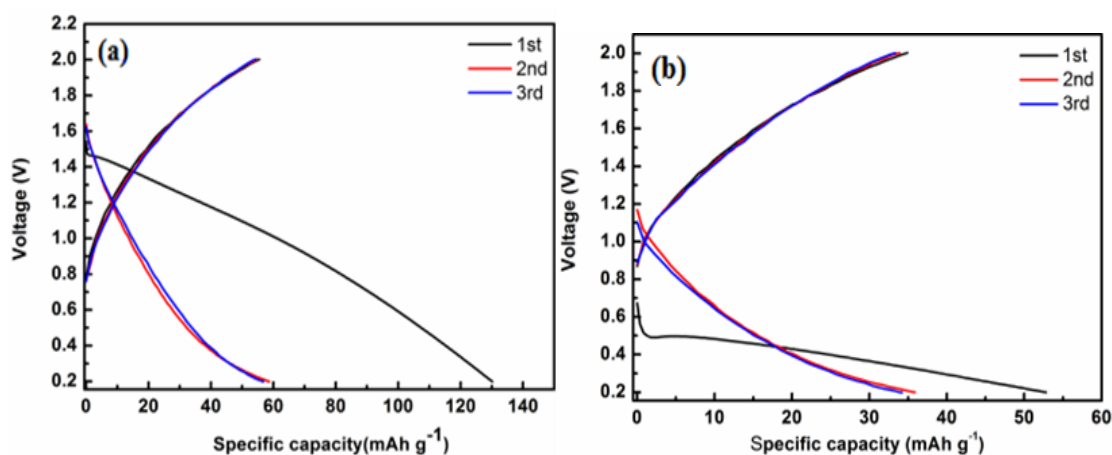 (a)
1st
2nd
3rd
Voltage (V)
2.2
2.0
1.8
1.6
1.4
1.2
1.0
0.8
0.6
0.4
0.2
0 20 40 60 80 100 120 140
Specific capacity(mAh g-1)
(b)
1st
2nd
3rd
Voltage (V)
2.0
1.8
1.6
1.4
1.2
1.0
0.8
0.6
0.4
0.2
0 10 20 30 40 50 60
Specific capacity (mAh g-1)